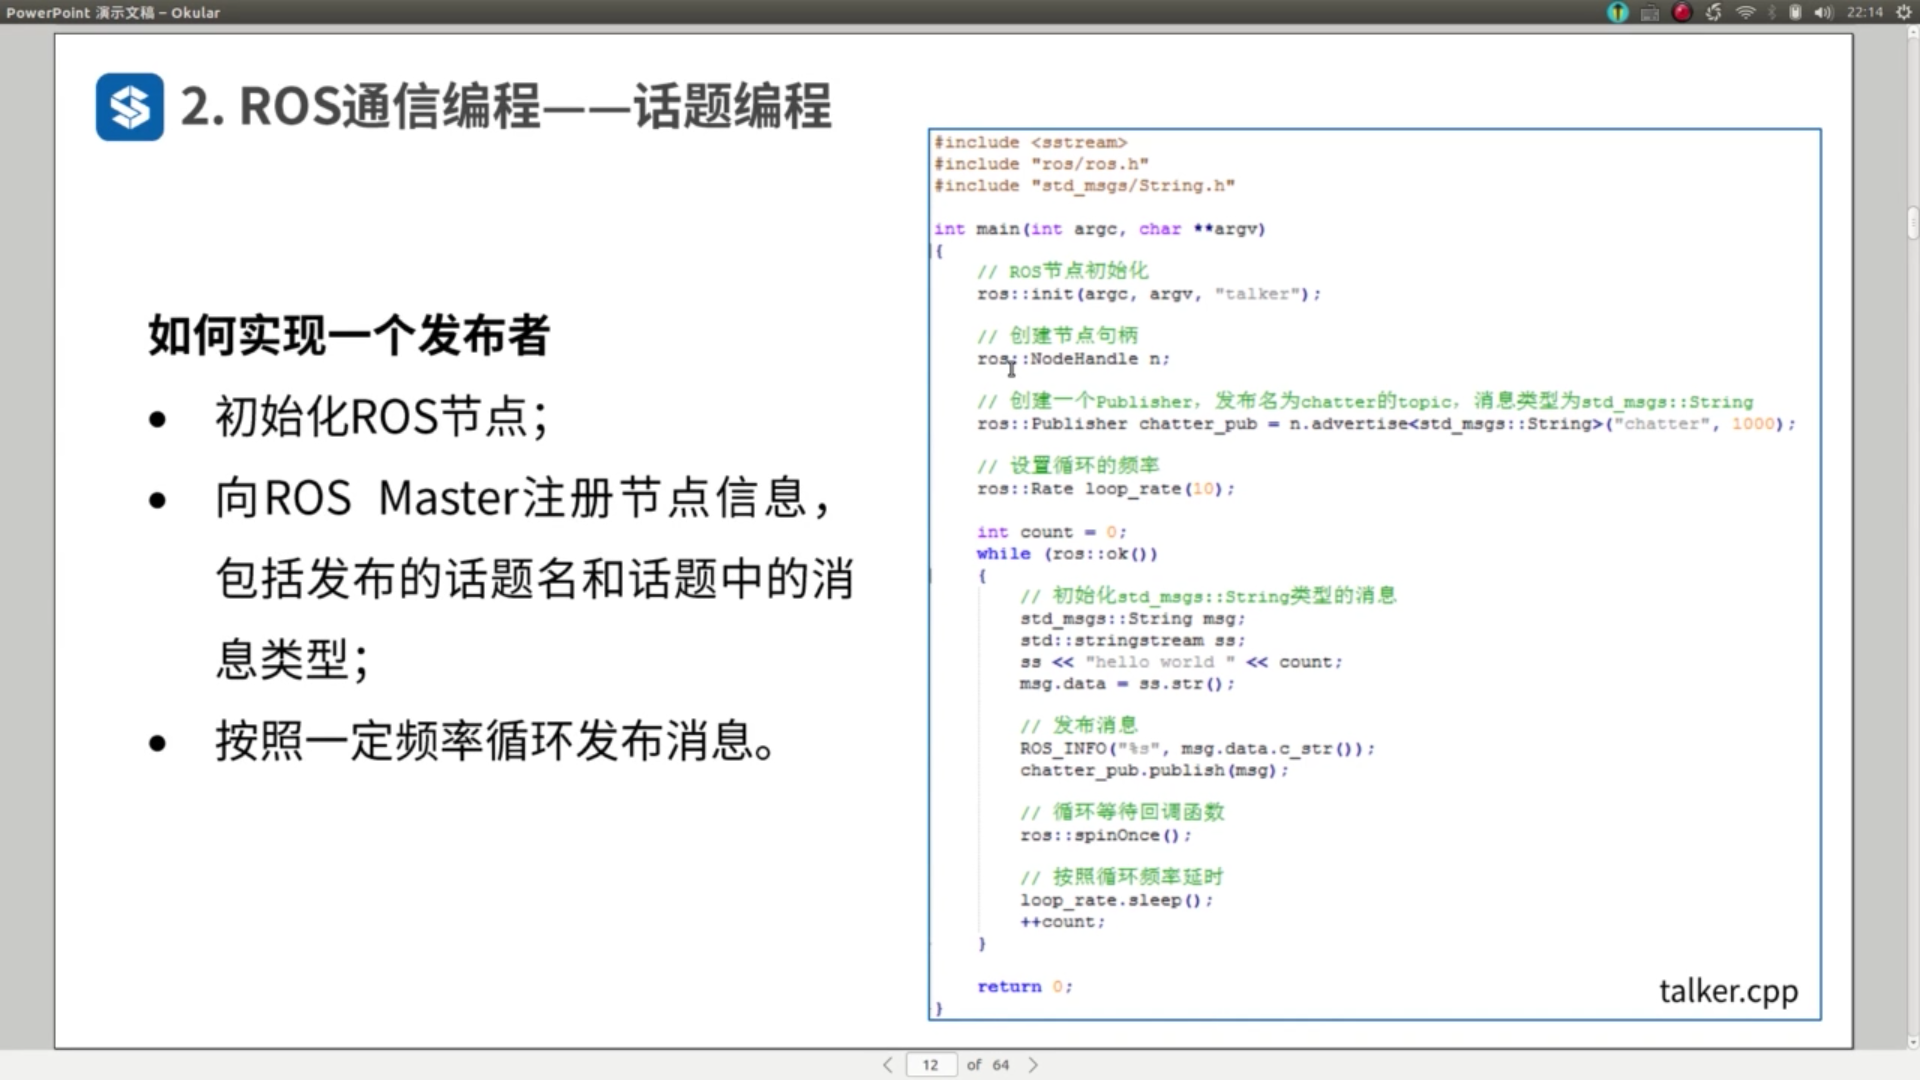 PowerPoint 演示文稿 – Okular
22:14
2. ROS通信编程——话题编程
如何实现一个发布者
● 初始化ROS节点；
● 向ROS Master注册节点信息，
包括发布的话题名和话题中的消
息类型；
● 按照一定频率循环发布消息。
#include <sstream>
#include "ros/ros.h"
#include "std_msgs/String.h"
int main(int argc, char **argv)
{
// ROS节点初始化
ros::init(argc, argv, "talker");
// 创建节点句柄
ros::NodeHandle n;
// 创建一个Publisher，发布名为chatter的topic，消息类型为std_msgs::String
ros::Publisher chatter_pub = n.advertise<std_msgs::String>("chatter", 1000);
// 设置循环的频率
ros::Rate loop_rate(10);
int count = 0;
while (ros::ok())
{
// 初始化std_msgs::String类型的消息
std_msgs::String msg;
std::stringstream ss;
ss << "hello world " << count;
msg.data = ss.str();
// 发布消息
ROS_INFO("%s", msg.data.c_str());
chatter_pub.publish(msg);
// 循环等待回调函数
ros::spinOnce();
// 按照循环频率延时
loop_rate.sleep();
++count;
}
return 0;
}
talker.cpp
12 of 64